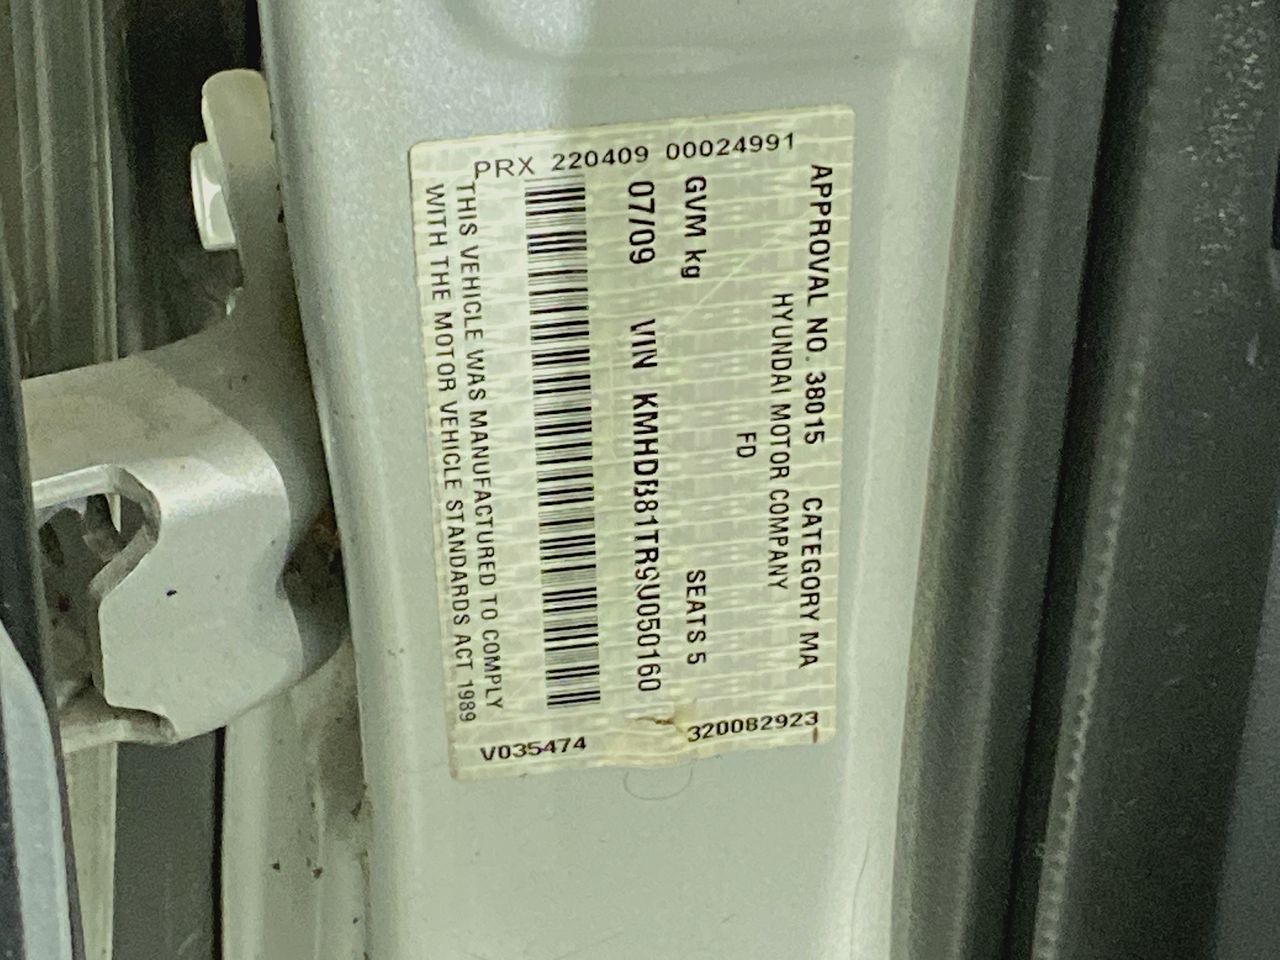 APPROVAL NO. 38015 CATEGORY MA
HYUNDAI MOTOR COMPANY
FD
GVM kg SEATS 5
07/09 VIN KMHDB81TR9U050160
THIS VEHICLE WAS MANUFACTURED TO COMPLY
WITH THE MOTOR VEHICLE STANDARDS ACT 1989
PRX 220409 00024991
V035474 320082923